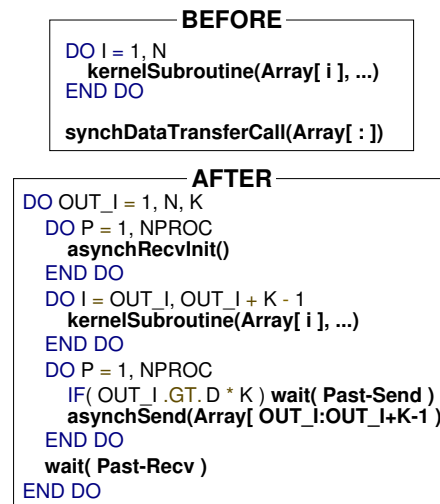 BEFORE
DO I = 1, N
kernelSubroutine(Array[ i ], ...)
END DO
synchDataTransferCall(Array[ : ])
AFTER
DO OUT_I = 1, N, K
DO P = 1, NPROC
asynchRecvInit()
END DO
DO I = OUT_I, OUT_I + K - 1
kernelSubroutine(Array[ i ], ...)
END DO
DO P = 1, NPROC
IF( OUT_I .GT. D * K ) wait( Past-Send )
asynchSend(Array[ OUT_I:OUT_I+K-1 )
END DO
wait( Past-Recv )
END DO